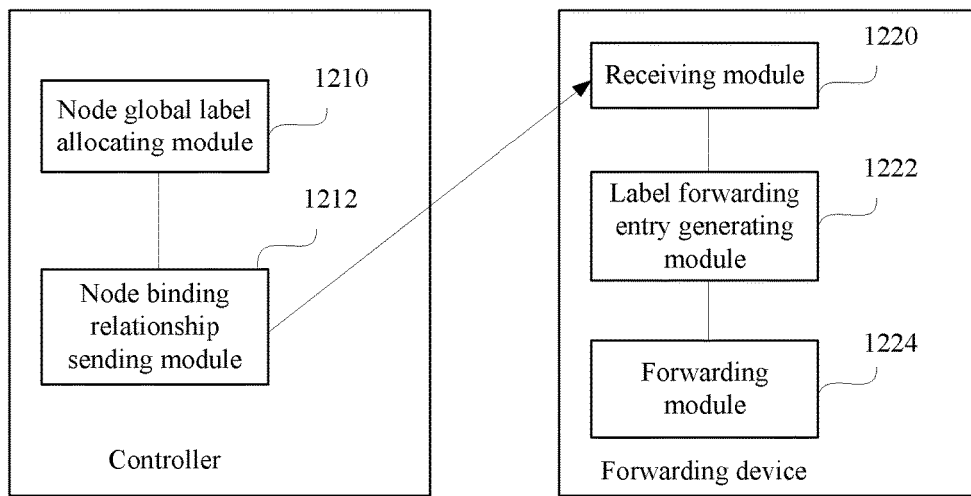 1210
Node global label
allocating module
1212
Node binding
relationship
sending module
Controller
1220
Receiving module
1222
Label forwarding
entry generating
module
1224
Forwarding
module
Forwarding device